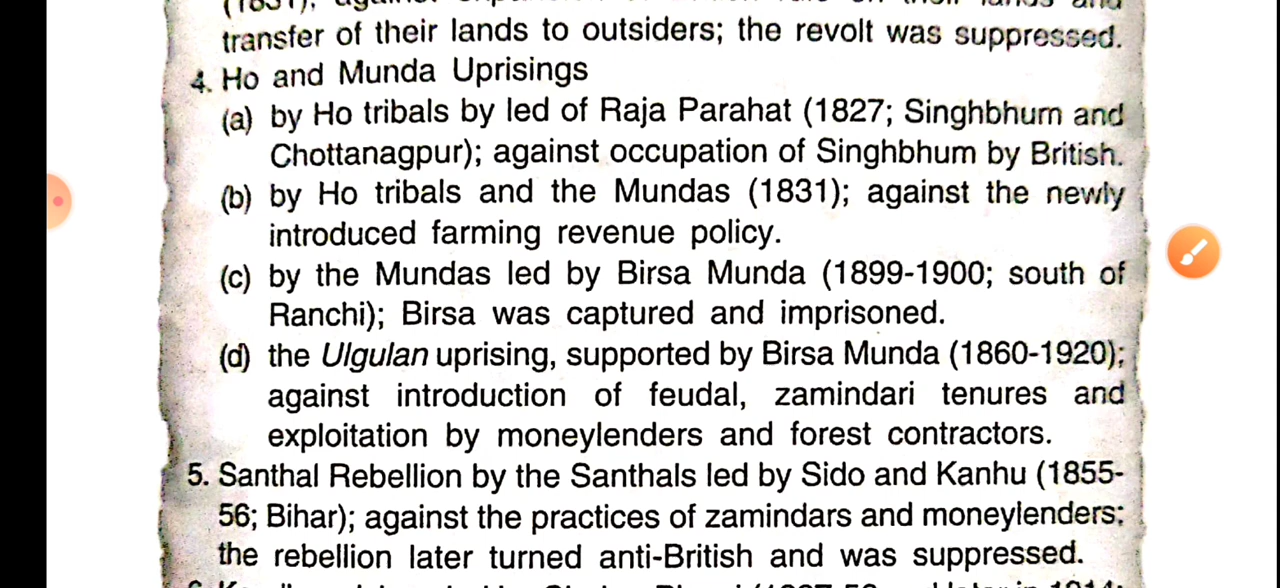 transfer of their lands to outsiders; the revolt was suppressed.
4. Ho and Munda Uprisings
(a) by Ho tribals by led of Raja Parahat (1827; Singhbhum and
Chottanagpur); against occupation of Singhbhum by British.
(b) by Ho tribals and the Mundas (1831); against the newly
introduced farming revenue policy.
(c) by the Mundas led by Birsa Munda (1899-1900; south of
Ranchi); Birsa was captured and imprisoned.
(d) the Ulgulan uprising, supported by Birsa Munda (1860-1920);
against introduction of feudal, zamindari tenures and
exploitation by moneylenders and forest contractors.
5. Santhal Rebellion by the Santhals led by Sido and Kanhu (1855-
56; Bihar); against the practices of zamindars and moneylenders;
the rebellion later turned anti-British and was suppressed.